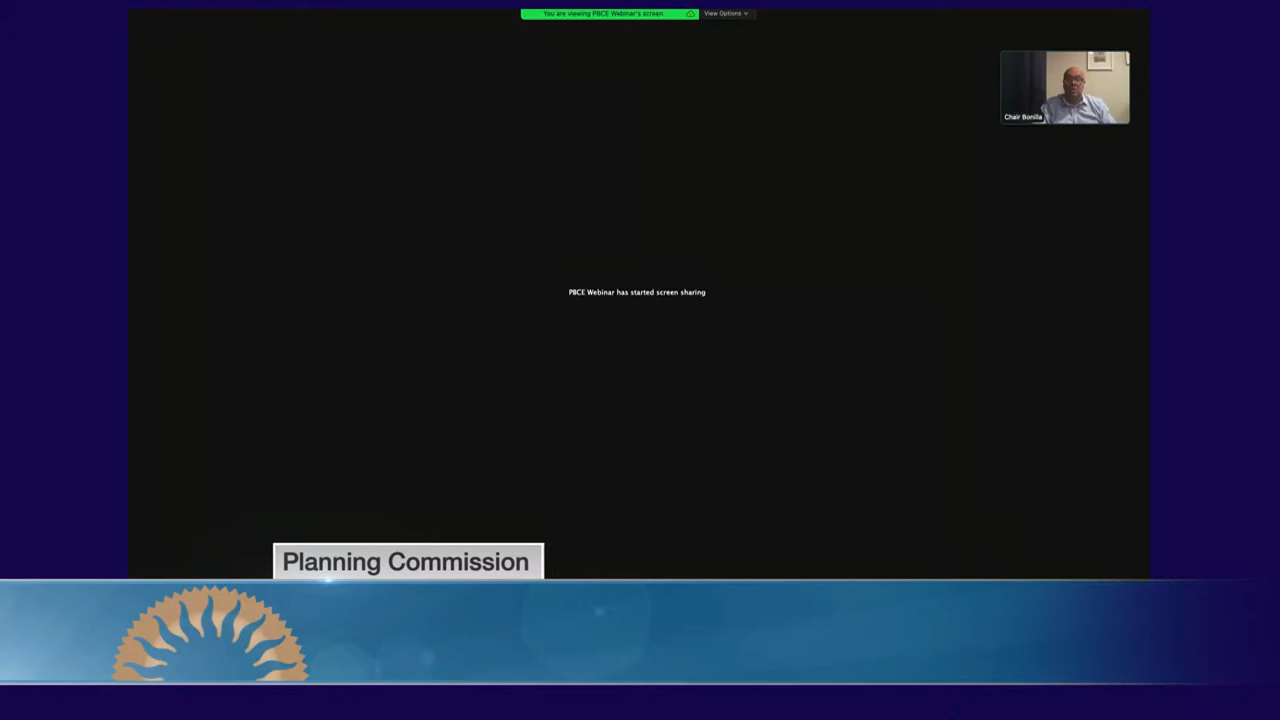 You are viewing PBCE Webinar's screen View Options
Chair Bonilla
PBCE Webinar has started screen sharing
Planning Commission